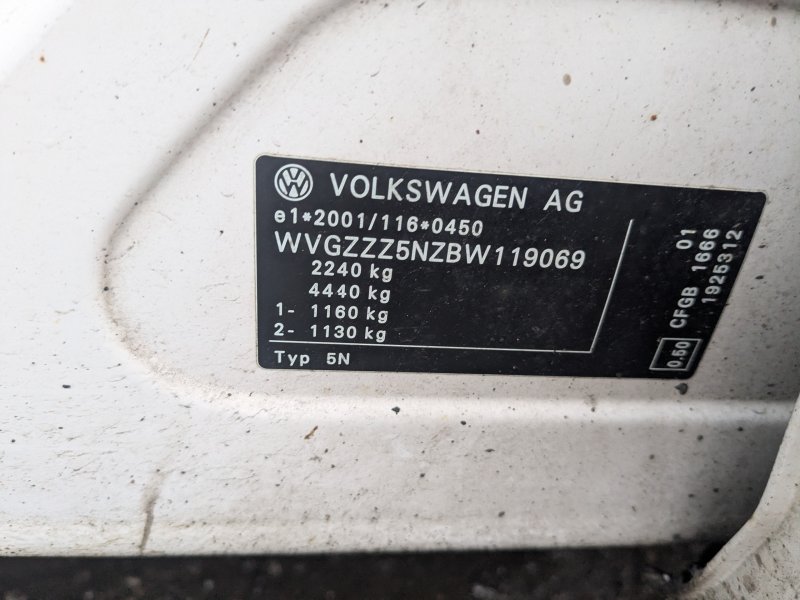 VOLKSWAGEN AG
e1*2001/116*0450
WVGZZZ5NZBW119069
2240 kg
4440 kg
1- 1160 kg
2- 1130 kg
Typ 5N
01
CFGB 1666
1925312
0.50